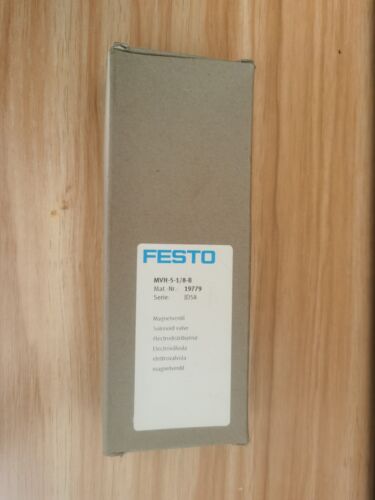 FESTO
MVH-5-1/8-B
Mat.-Nr.: 19779
Serie: JD58
Magnetventil
Solenoid valve
Electrodistributeur
Electroválvula
elettrovalvola
magnetventil